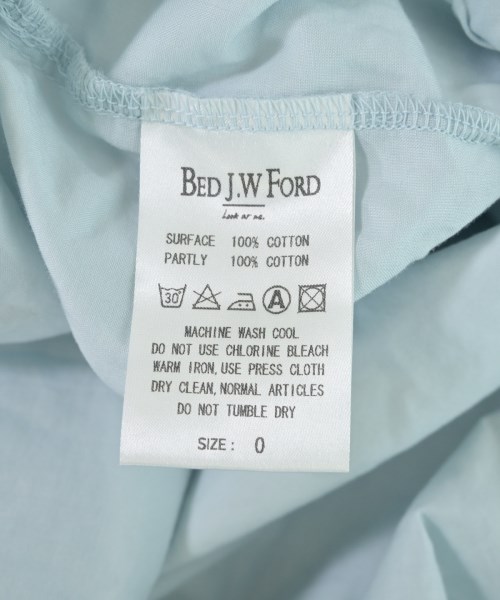 BED J.W FORD
Look at me.
SURFACE 100% COTTON
PARTLY 100% COTTON
30 A
MACHINE WASH COOL
DO NOT USE CHLORINE BLEACH
WARM IRON, USE PRESS CLOTH
DRY CLEAN, NORMAL ARTICLES
DO NOT TUMBLE DRY
SIZE: 0